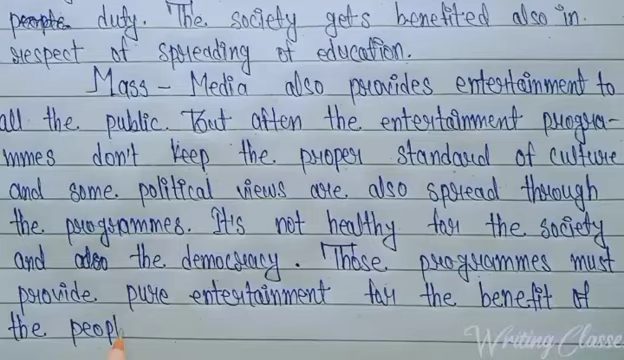 people duty. The society gets benefited also in
respect of spreading of education.
Mass - Media also provides entertainment to
all the public. But often the entertainment progra-
mmes don't keep the proper standard of culture
and some political views are also spread through
the programmes. It's not healthy for the society
and also the democracy. Those programmes must
provide pure entertainment for the benefit of
the peopl
Writing Classe